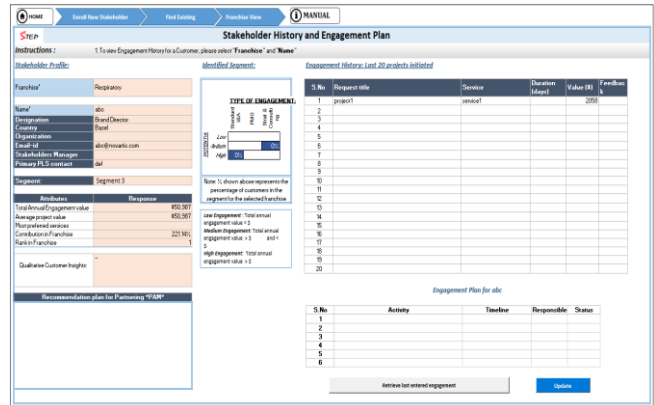 HOME
Enroll New Stakeholder
Find Existing
Franchise View
MANUAL
STEP
Stakeholder History and Engagement Plan
Instructions :
1. To view Engagement History for a Customer, please select "Franchise" and "Name"
Stakeholder Profile:
Franchise*
Respiratory
Name*
abc
Designation
Brand Director
Country
Basel
Organization
Email-id
abc@novartis.com
Stakeholders Manager
Primary PLS contact
def
Segment
Segment 3
Attributes
Response
Total Annual Engagement value
Average project value
Most preferred services
Contribution in Franchise
Rank in Franchise
1
Qualitative Customer Insights:
Recommendation plan for Partnering *PAM*
Identified Segment:
TYPE OF ENGAGEMENT:
Standard
Low
Medium
High
0%
0%
Note: % shown above represents the
percentage of customers in the
segment for the selected franchise
Low Engagement : Total annual
engagement value < $
Medium Engagement: Total annual
engagement value > $ and <
$
High Engagement: Total annual
engagement value > $
Engagement History: Last 20 projects initiated
S.No
Request title
Service
Duration
(days)
Value ($)
Feedbac
k
1
project1
service1
2058
2
3
4
5
6
7
8
9
10
11
12
13
14
15
16
17
18
19
20
Engagement Plan for abc
S.No
Activity
Timeline
Responsible
Status
1
2
3
4
5
6
Retrieve last entered engagement
Update